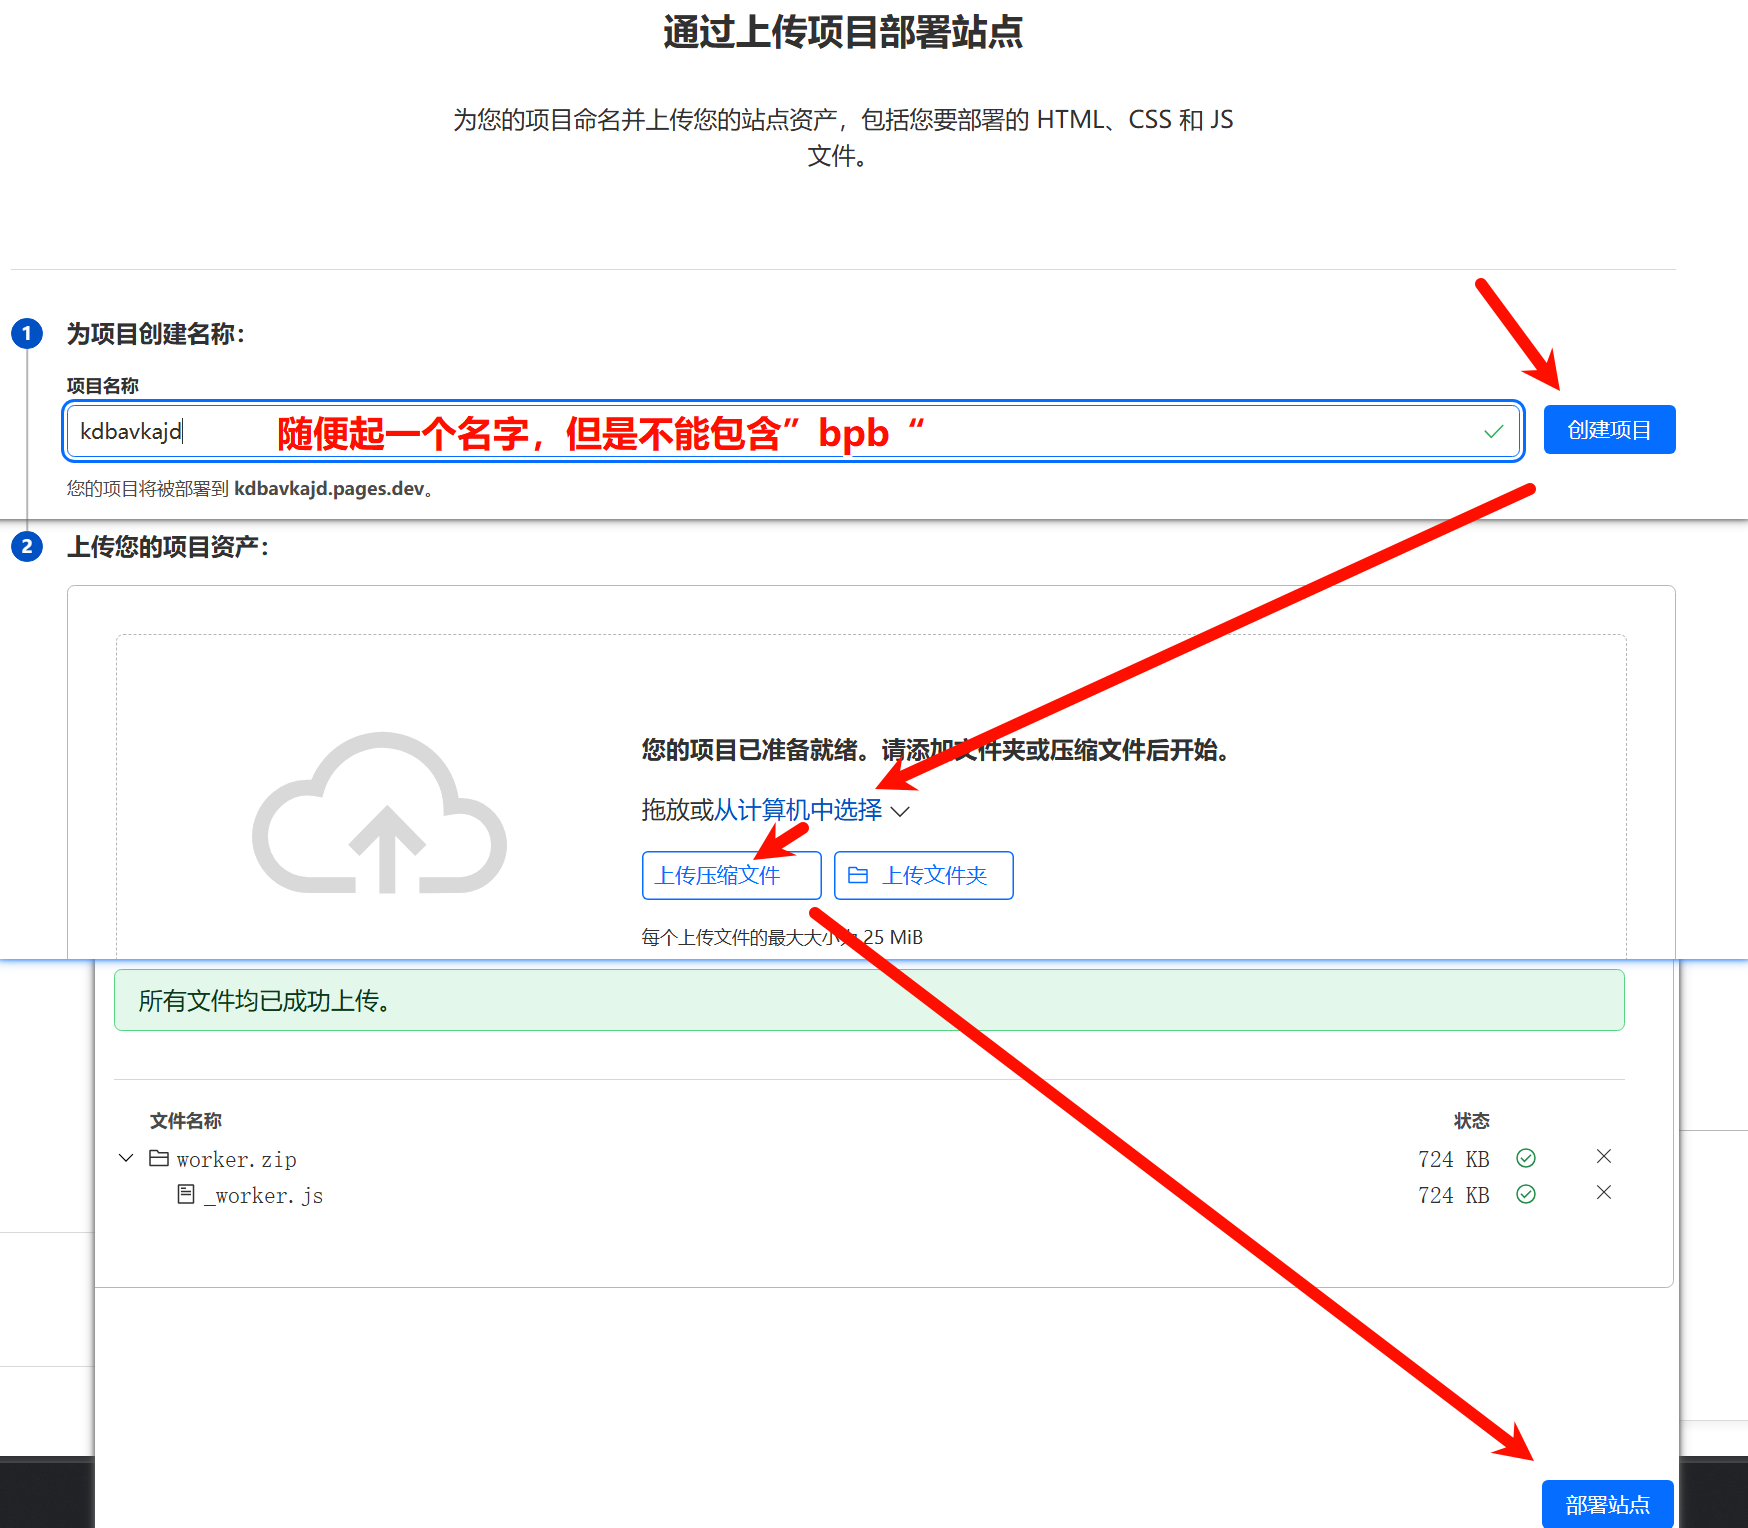 通过上传项目部署站点
为您的项目命名并上传您的站点资产，包括您要部署的 HTML、CSS 和 JS
文件。
1 为项目创建名称：
项目名称
kdbavkajd 随便起一个名字，但是不能包含”bpb“
创建项目
您的项目将被部署到 kdbavkajd.pages.dev。
2 上传您的项目资产：
您的项目已准备就绪。请添加文件夹或压缩文件后开始。
拖放或从计算机中选择
上传压缩文件 上传文件夹
每个上传文件的最大大小为 25 MiB
所有文件均已成功上传。
文件名称 状态
worker.zip 724 KB
_worker.js 724 KB
部署站点